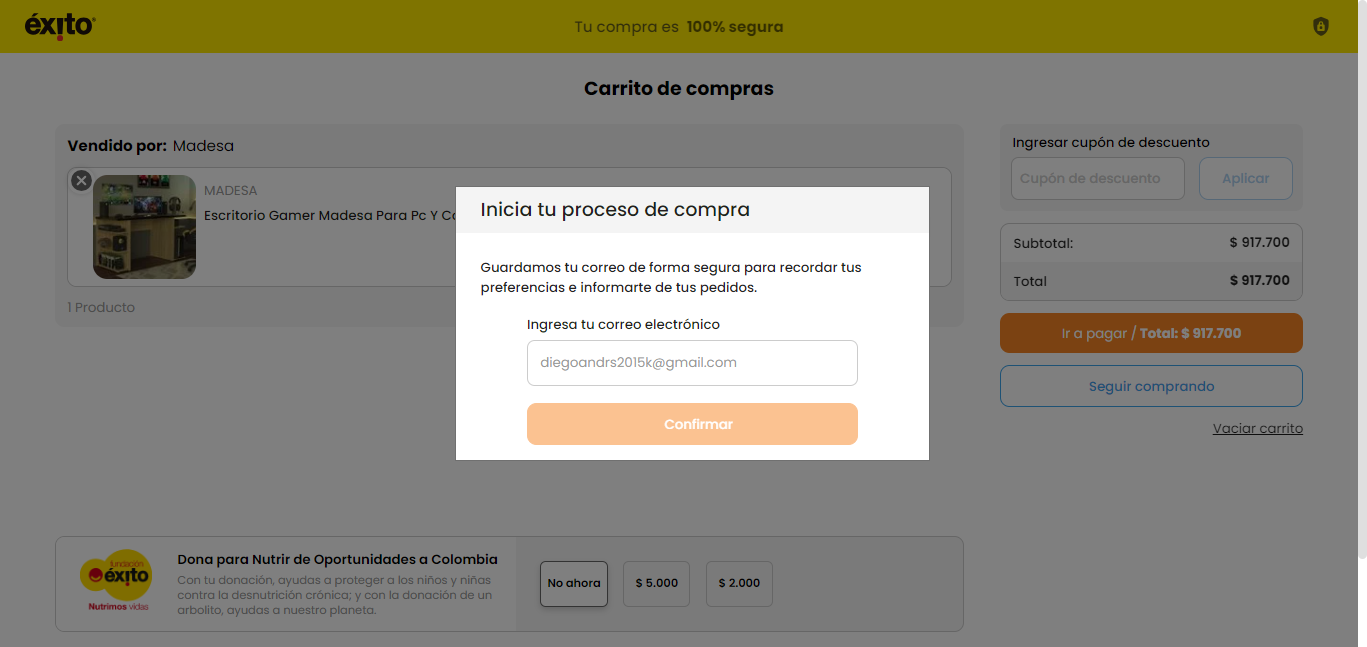 éxito
Tu compra es 100% segura
Carrito de compras
Vendido por: Madesa
MADESA
Escritorio Gamer Madesa Para Pc Y Co
1 Producto
Inicia tu proceso de compra
Guardamos tu correo de forma segura para recordar tus
preferencias e informarte de tus pedidos.
Ingresa tu correo electrónico
diegoandrs2015k@gmail.com
Confirmar
Ingresar cupón de descuento
Cupón de descuento
Aplicar
Subtotal: $ 917.700
Total $ 917.700
Ir a pagar / Total: $ 917.700
Seguir comprando
Vaciar carrito
fundación
éxito
Nutrimos vidas
Dona para Nutrir de Oportunidades a Colombia
Con tu donación, ayudas a proteger a los niños y niñas
contra la desnutrición crónica; y con la donación de un
arbolito, ayudas a nuestro planeta.
No ahora
$ 5.000
$ 2.000